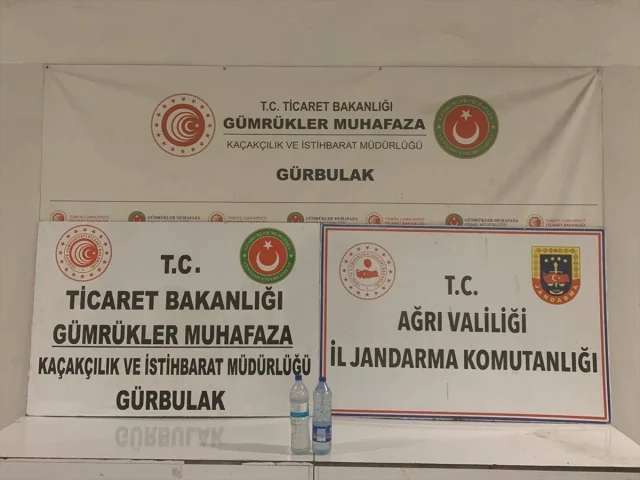 T.C. TİCARET BAKANLIĞI
GÜMRÜKLER MUHAFAZA
KAÇAKÇILIK VE İSTİHBARAT MÜDÜRLÜĞÜ
GÜRBULAK
T.C.
TİCARET BAKANLIĞI
GÜMRÜKLER MUHAFAZA
KAÇAKÇILIK VE İSTİHBARAT MÜDÜRLÜĞÜ
GÜRBULAK
T.C.
AĞRI VALİLİĞİ
İL JANDARMA KOMUTANLIĞI
JANDARMA